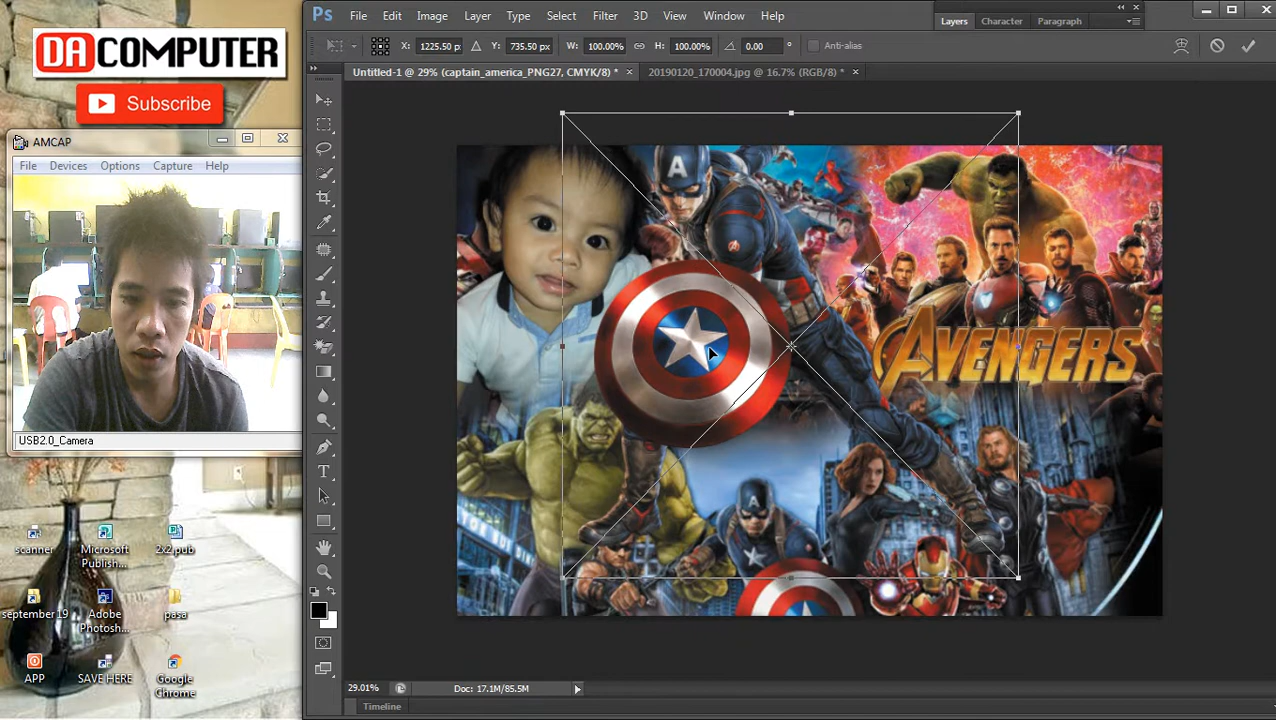 DACOMPUTER
Subscribe
AMCAP
File Devices Options Capture Help
USB2.0_Camera
scanner
Microsoft Publish...
2x2.pub
september 19
Adobe Photosh...
pasa
APP
SAVE HERE
Google Chrome
Ps File Edit Image Layer Type Select Filter 3D View Window Help
Layers Character Paragraph
X: 1225.50 p: Y: 735.50 px W: 100.00% H: 100.00% 0.00 ° Anti-alias
Untitled-1 @ 29% (captain_america_PNG27, CMYK/8) * × 20190120_170004.jpg @ 16.7% (RGB/8) * ×
A
AVENGERS
A
29.01% Doc: 17.1M/85.5M
Timeline